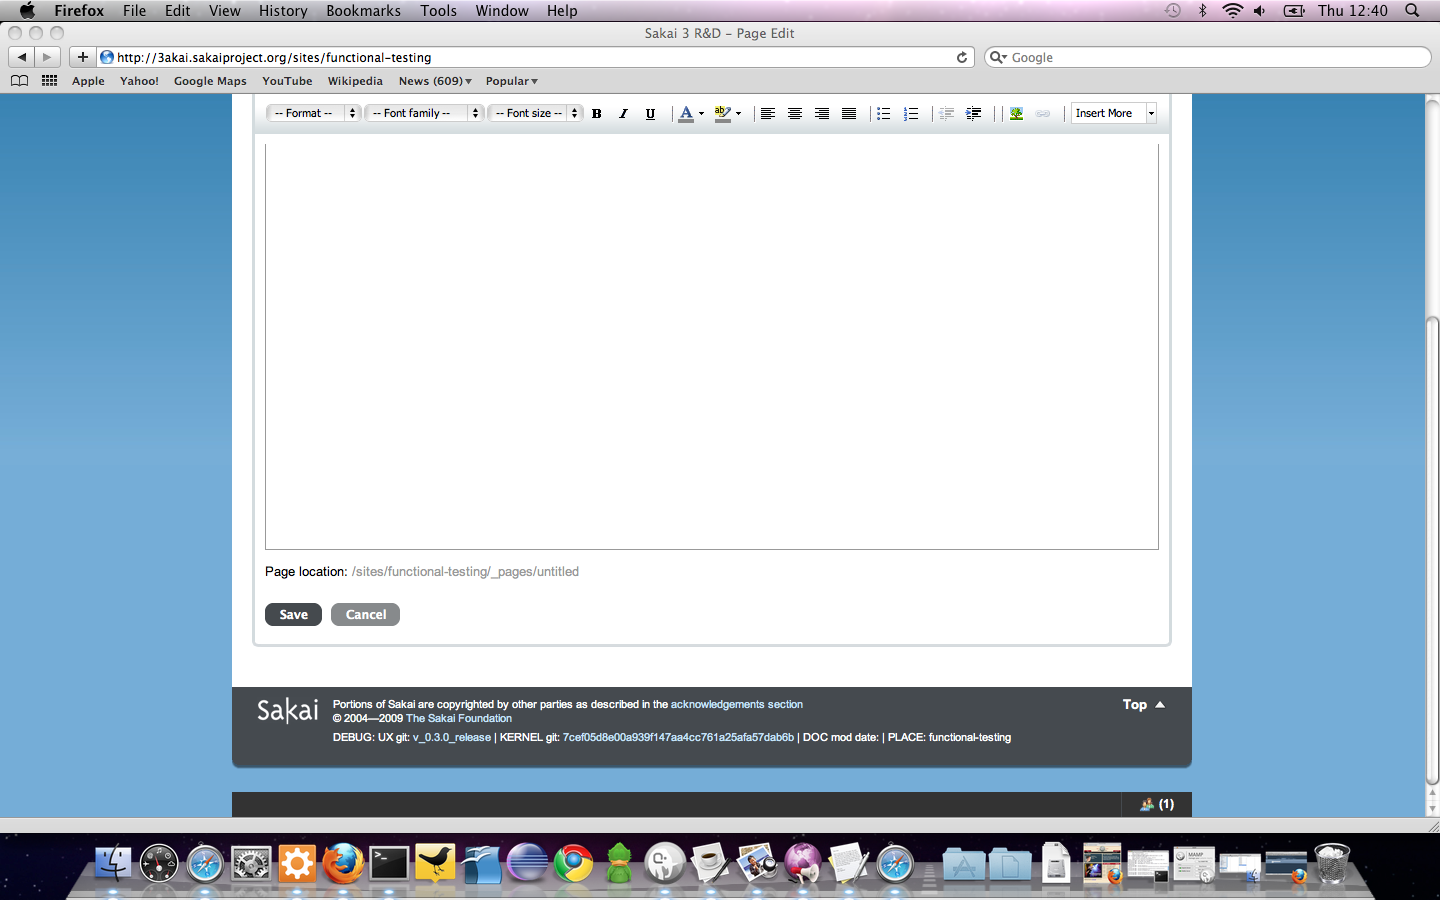 Firefox File Edit View History Bookmarks Tools Window Help Thu 12:40
Sakai 3 R&D – Page Edit
http://3akai.sakaiproject.org/sites/functional-testing Google
Apple Yahoo! Google Maps YouTube Wikipedia News (609) Popular
-- Format -- -- Font family -- -- Font size -- B I U A ab Insert More
Page location: /sites/functional-testing/_pages/untitled
Save Cancel
Sakai Portions of Sakai are copyrighted by other parties as described in the acknowledgements section Top
© 2004—2009 The Sakai Foundation
DEBUG: UX git: v_0.3.0_release | KERNEL git: 7cef05d8e00a939f147aa4cc761a25afa57dab6b | DOC mod date: | PLACE: functional-testing
(1)